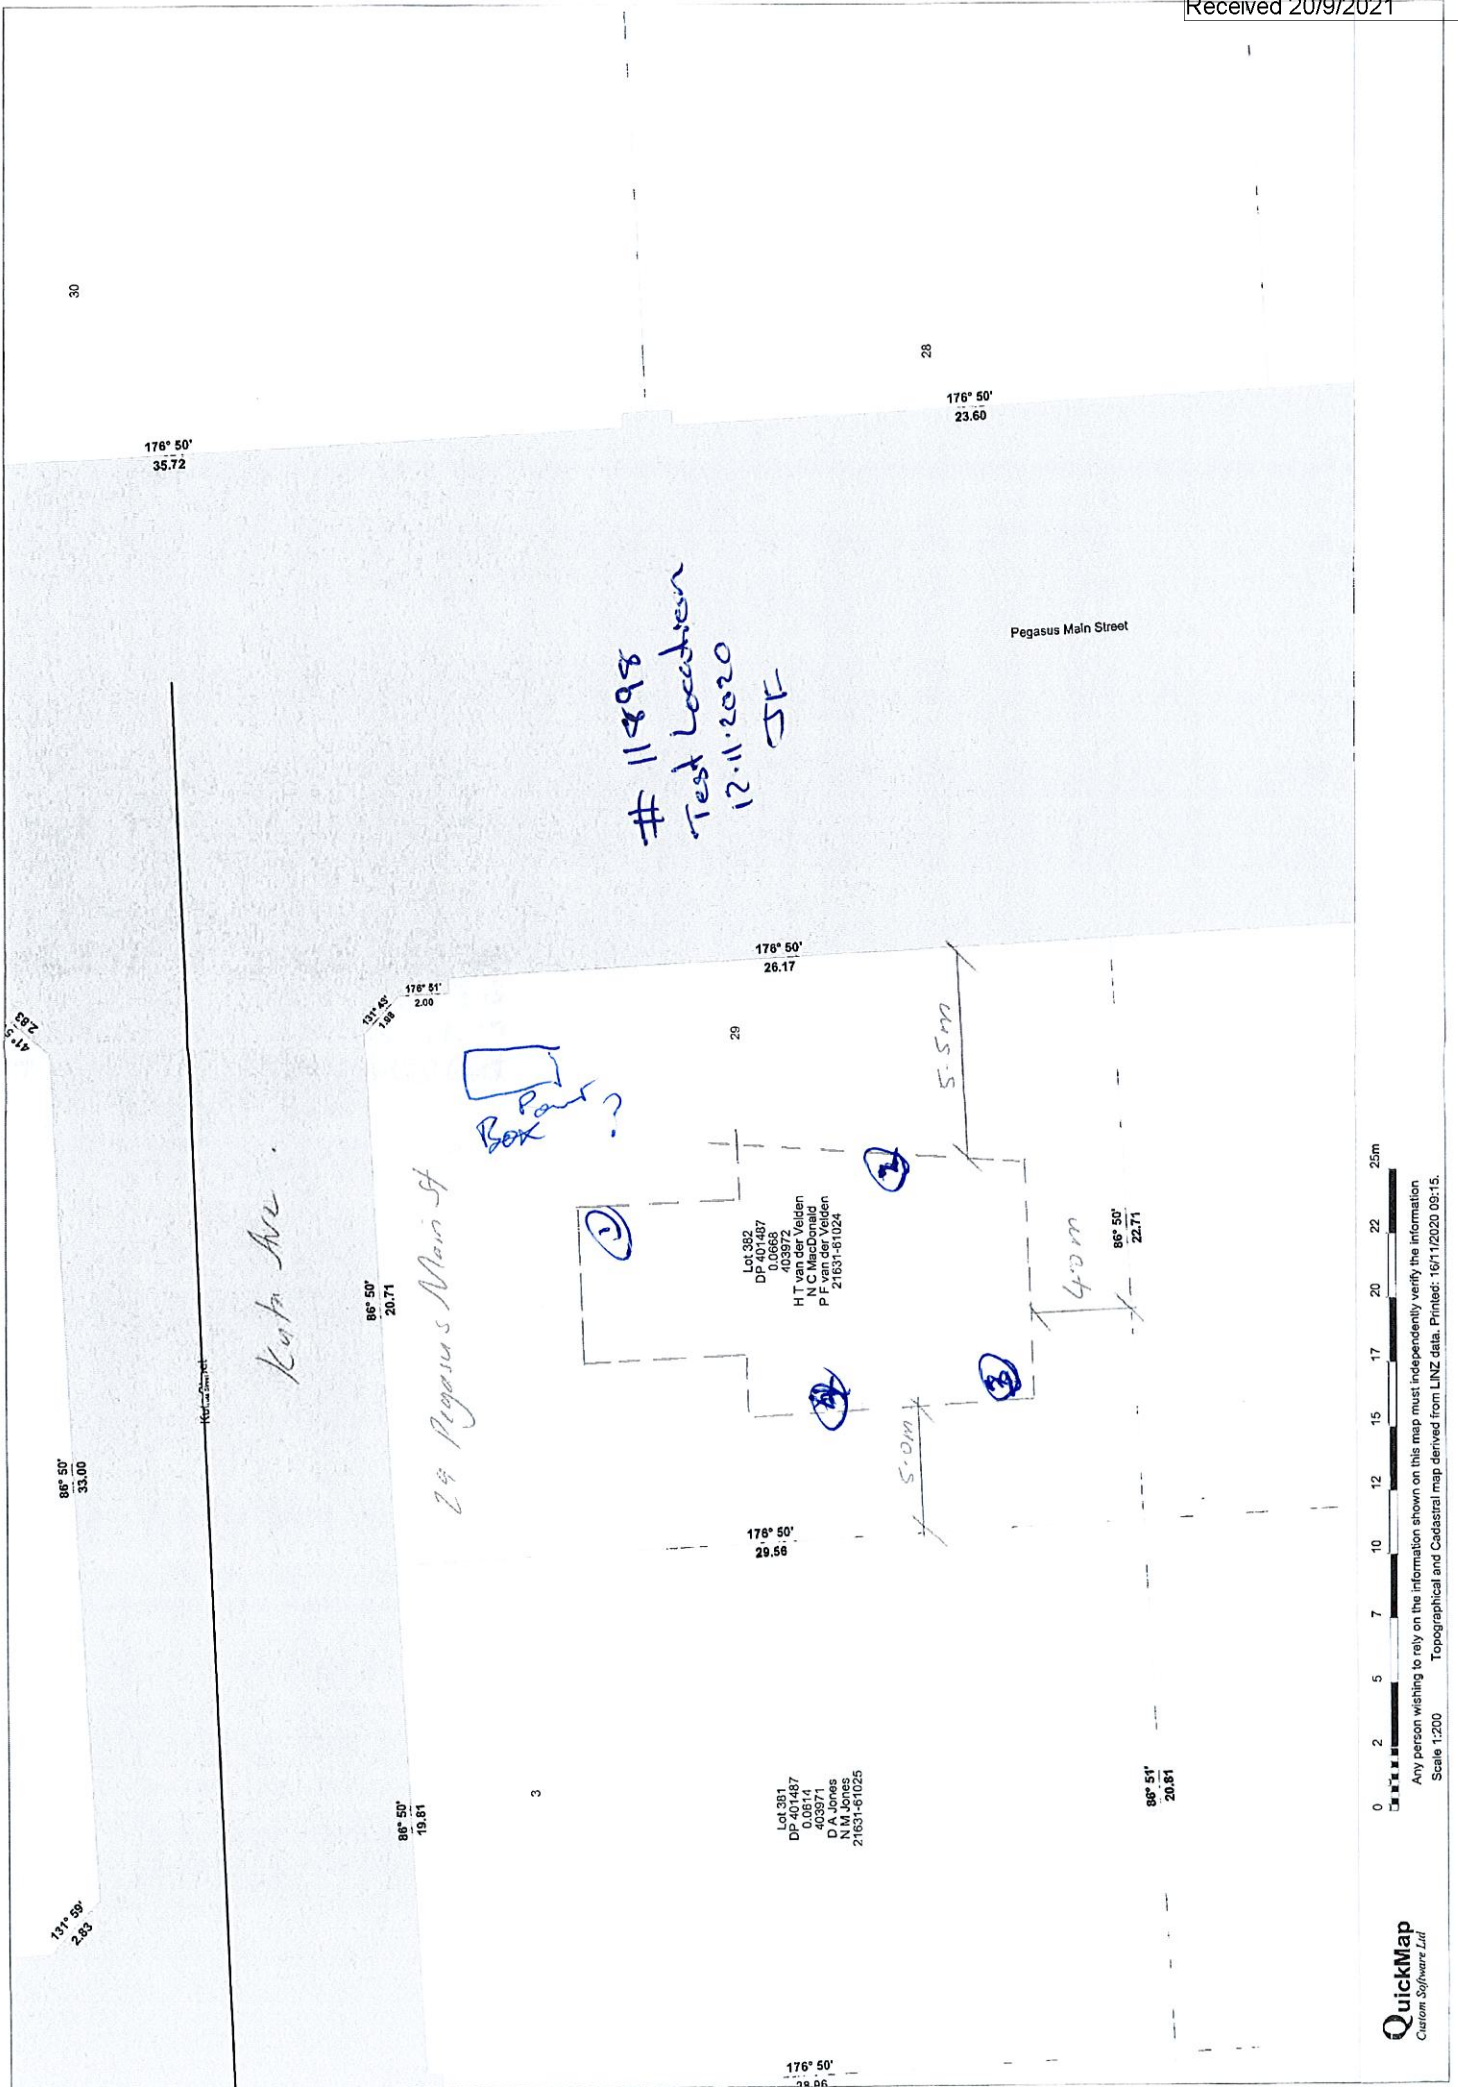 Received 20/9/2021
30
28
176° 50'
35.72
176° 50'
23.60
# 11898
Test Location
12.11.2020
Pegasus Main Street
2.83
131° 43'
1.98
176° 51'
2.00
176° 50'
26.17
29
Box
?
5.5m
86° 50'
33.00
86° 50'
20.71
29 Pegasus Main St
1
2
3
Lot 382
DP 401487
0.0668
403972
H T van der Velden
N C MacDonald
P F van der Velden
21631-61024
4.0m
5.0m
86° 50'
22.71
176° 50'
29.56
131° 59'
2.83
86° 50'
19.81
3
Lot 381
DP 401487
0.0614
403971
D A Jones
N M Jones
21631-61025
86° 51'
20.81
176° 50'
28.96
0 2 5 7 10 12 15 17 20 22 25m
QuickMap
Custom Software Ltd
Any person wishing to rely on the information shown on this map must independently verify the information
Scale 1:200 Topographical and Cadastral map derived from LINZ data. Printed: 16/11/2020 09:15.